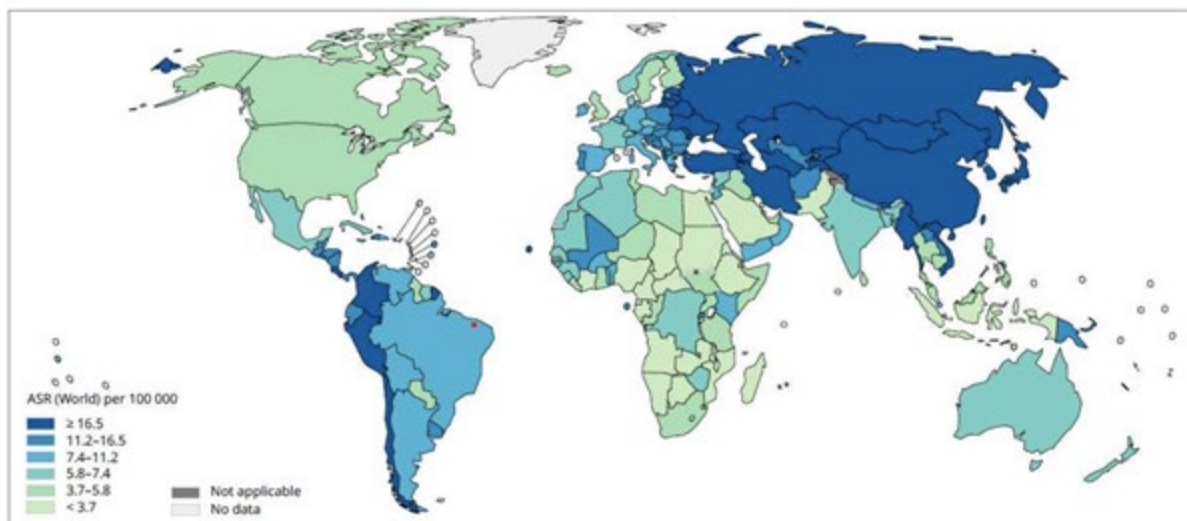 ASR (World) per 100 000
≥ 16.5
11.2–16.5
7.4–11.2
5.8–7.4
3.7–5.8
< 3.7
Not applicable
No data